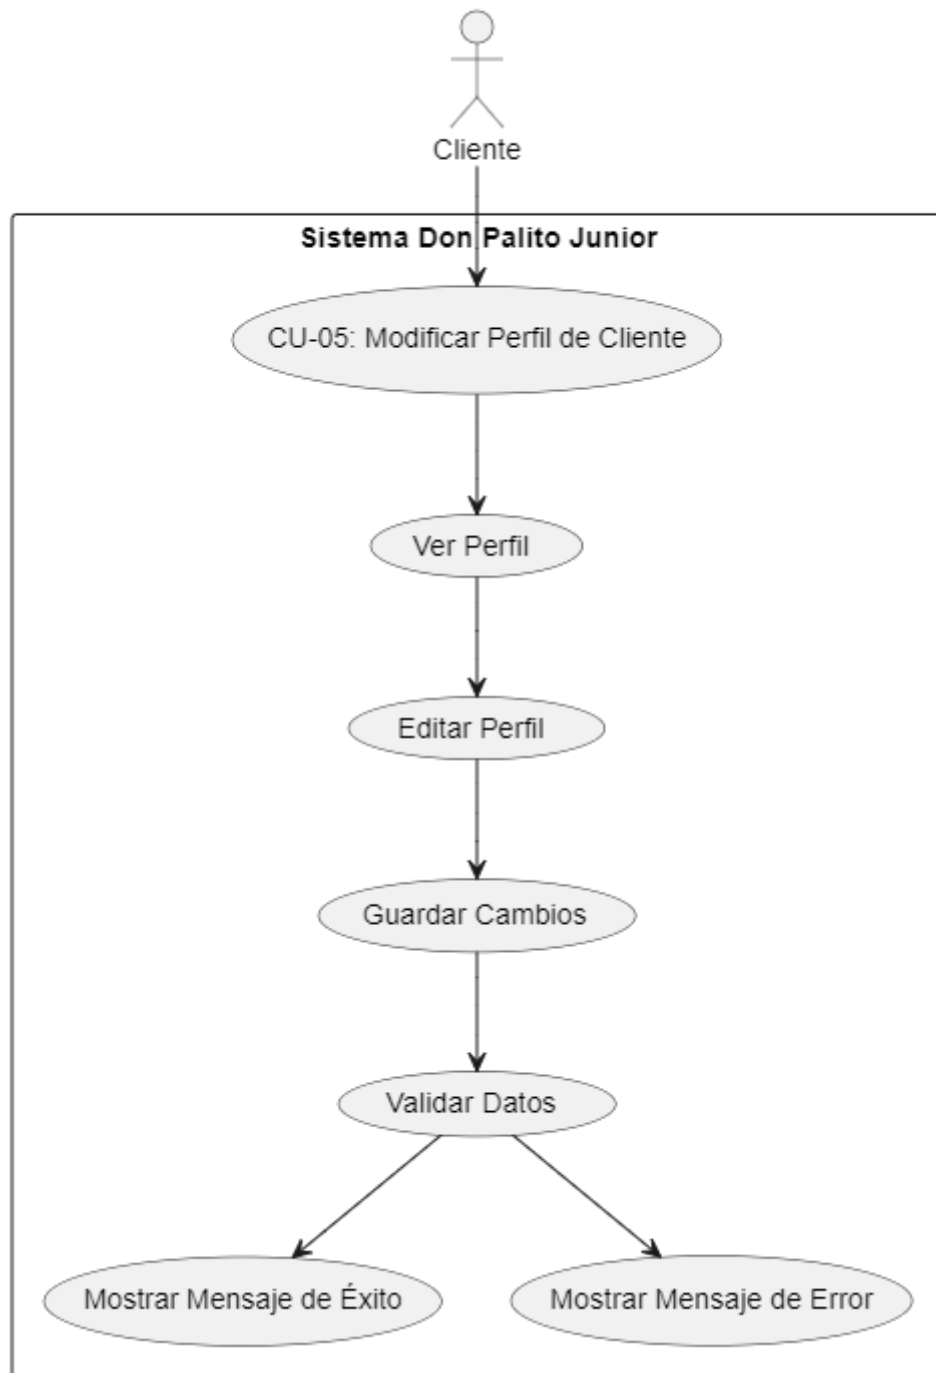 Cliente
Sistema Don Palito Junior
CU-05: Modificar Perfil de Cliente
Ver Perfil
Editar Perfil
Guardar Cambios
Validar Datos
Mostrar Mensaje de Éxito
Mostrar Mensaje de Error